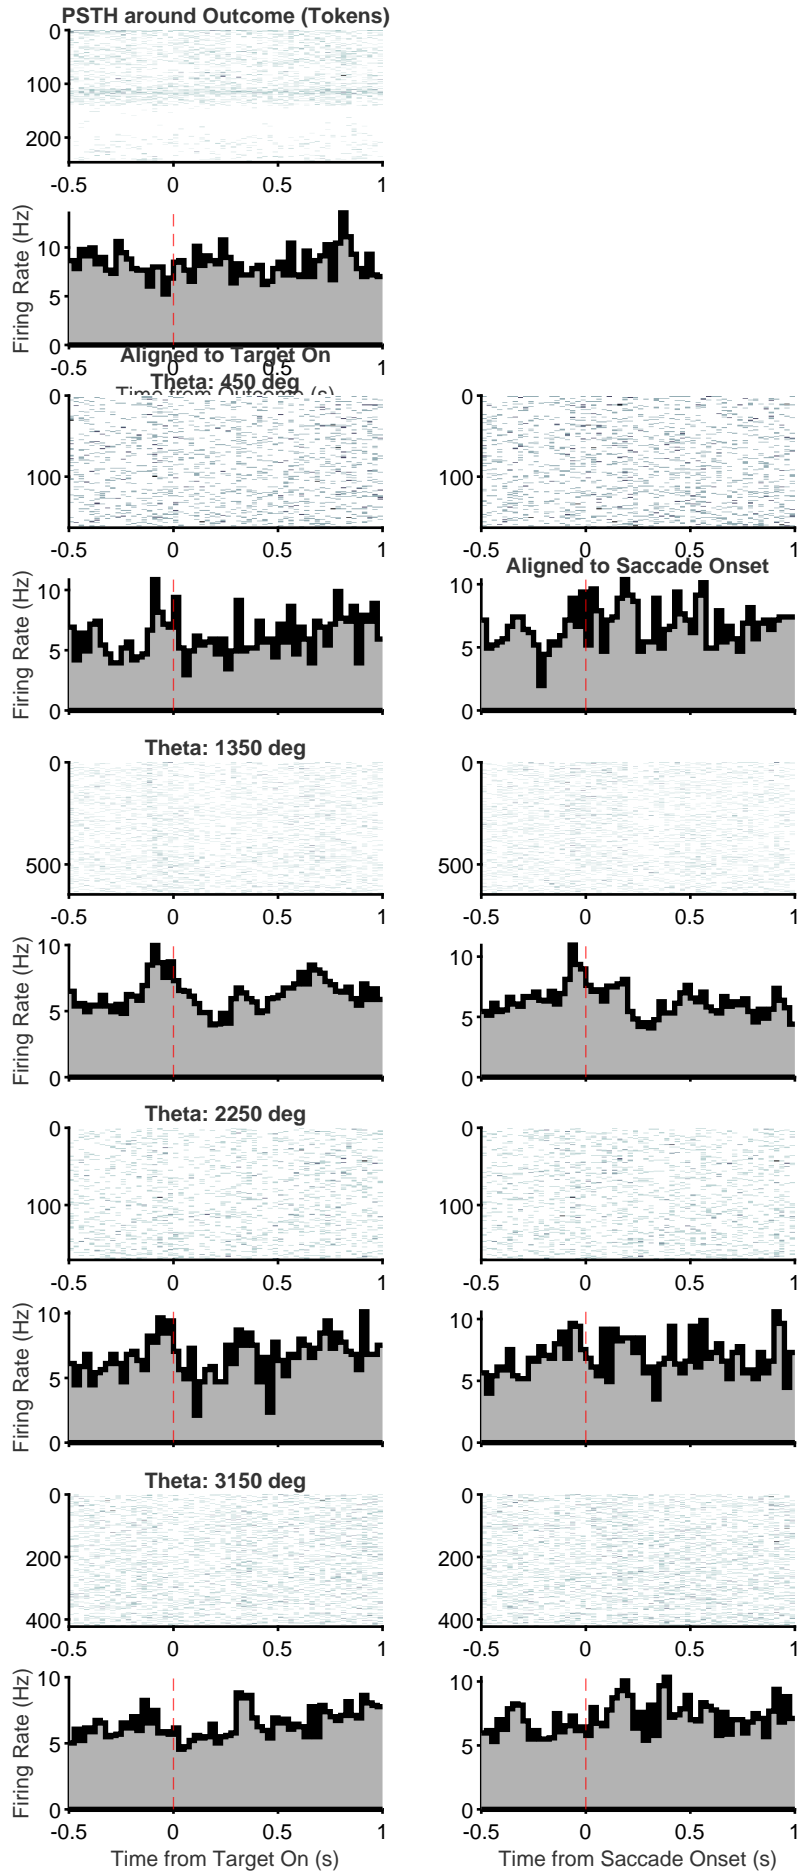 PSTH around Outcome (Tokens)
0
100
200
-0.5 0 0.5 1
Firing Rate (Hz)
10
5
0
-0.5 0 0.5 1
Time from Outcome (s)
Aligned to Target On
Theta: 450 deg
0
100
-0.5 0 0.5 1
0
100
-0.5 0 0.5 1
Firing Rate (Hz)
10
5
0
Aligned to Saccade Onset
10
5
0
Theta: 1350 deg
0
500
-0.5 0 0.5 1
0
500
-0.5 0 0.5 1
Firing Rate (Hz)
10
5
0
10
5
0
Theta: 2250 deg
0
100
-0.5 0 0.5 1
0
100
-0.5 0 0.5 1
Firing Rate (Hz)
10
5
0
10
5
0
Theta: 3150 deg
0
200
400
-0.5 0 0.5 1
0
200
400
-0.5 0 0.5 1
Firing Rate (Hz)
10
5
0
-0.5 0 0.5 1
Time from Target On (s)
10
5
0
-0.5 0 0.5 1
Time from Saccade Onset (s)